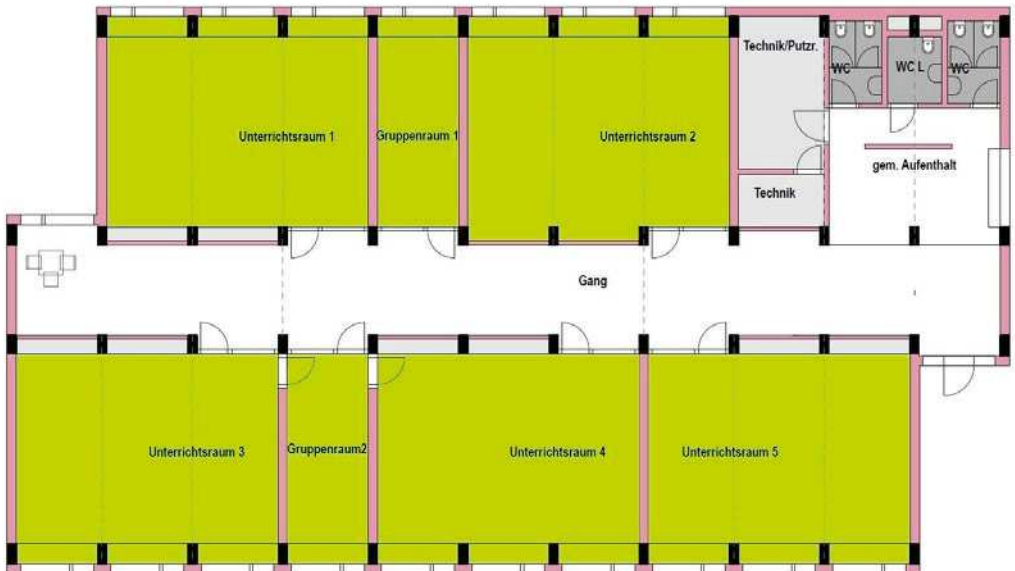 Technik/Putzr.
WC
WC L
WC
Unterrichtsraum 1
Gruppenraum 1
Unterrichtsraum 2
gem. Aufenthalt
Technik
Gang
Unterrichtsraum 3
Gruppenraum2
Unterrichtsraum 4
Unterrichtsraum 5